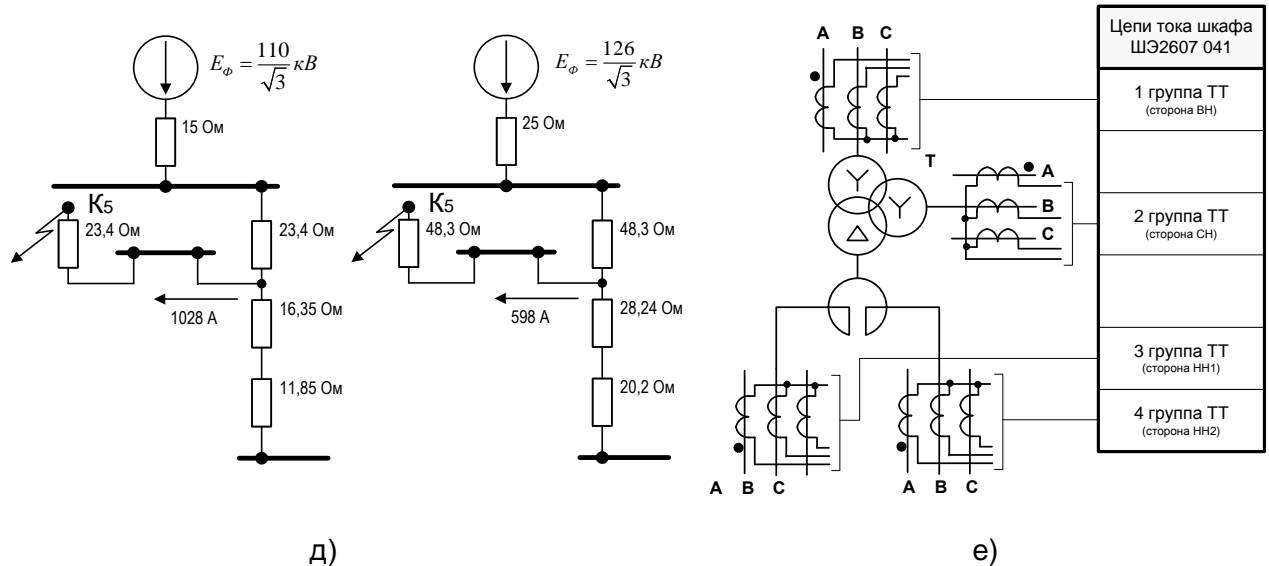 E_Ф = 110/√3 кВ
15 Ом
К5
23,4 Ом
23,4 Ом
1028 А
16,35 Ом
11,85 Ом
E_Ф = 126/√3 кВ
25 Ом
К5
48,3 Ом
48,3 Ом
598 А
28,24 Ом
20,2 Ом
д)
А В С
Т
А
В
С
А В С
А В С
Цепи тока шкафа
ШЭ2607 041
1 группа ТТ
(сторона ВН)
2 группа ТТ
(сторона СН)
3 группа ТТ
(сторона НН1)
4 группа ТТ
(сторона НН2)
е)